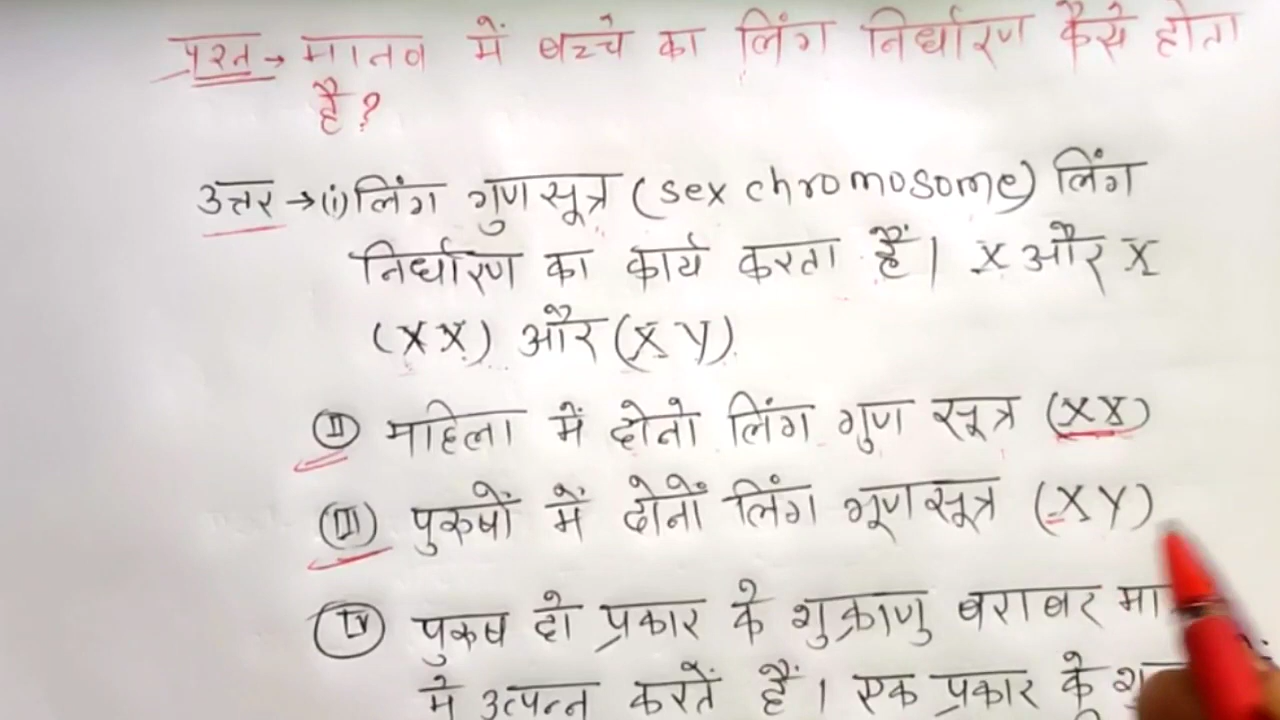 प्रश्न → मानव में बच्चे का लिंग निर्धारण कैसे होता
है?
उत्तर → (i) लिंग गुणसूत्र (sex chromosome) लिंग
निर्धारण का कार्य करता हैं। X और X
(XX) और (XY)
(II) महिला में दोनो लिंग गुण सूत्र (XX)
(III) पुरुषों में दोनों लिंग गूणसूत्र (XY)
(IV) पुरुष दो प्रकार के शुक्राणु बराबर
में उत्पन्न करतें हैं। एक प्रकार के